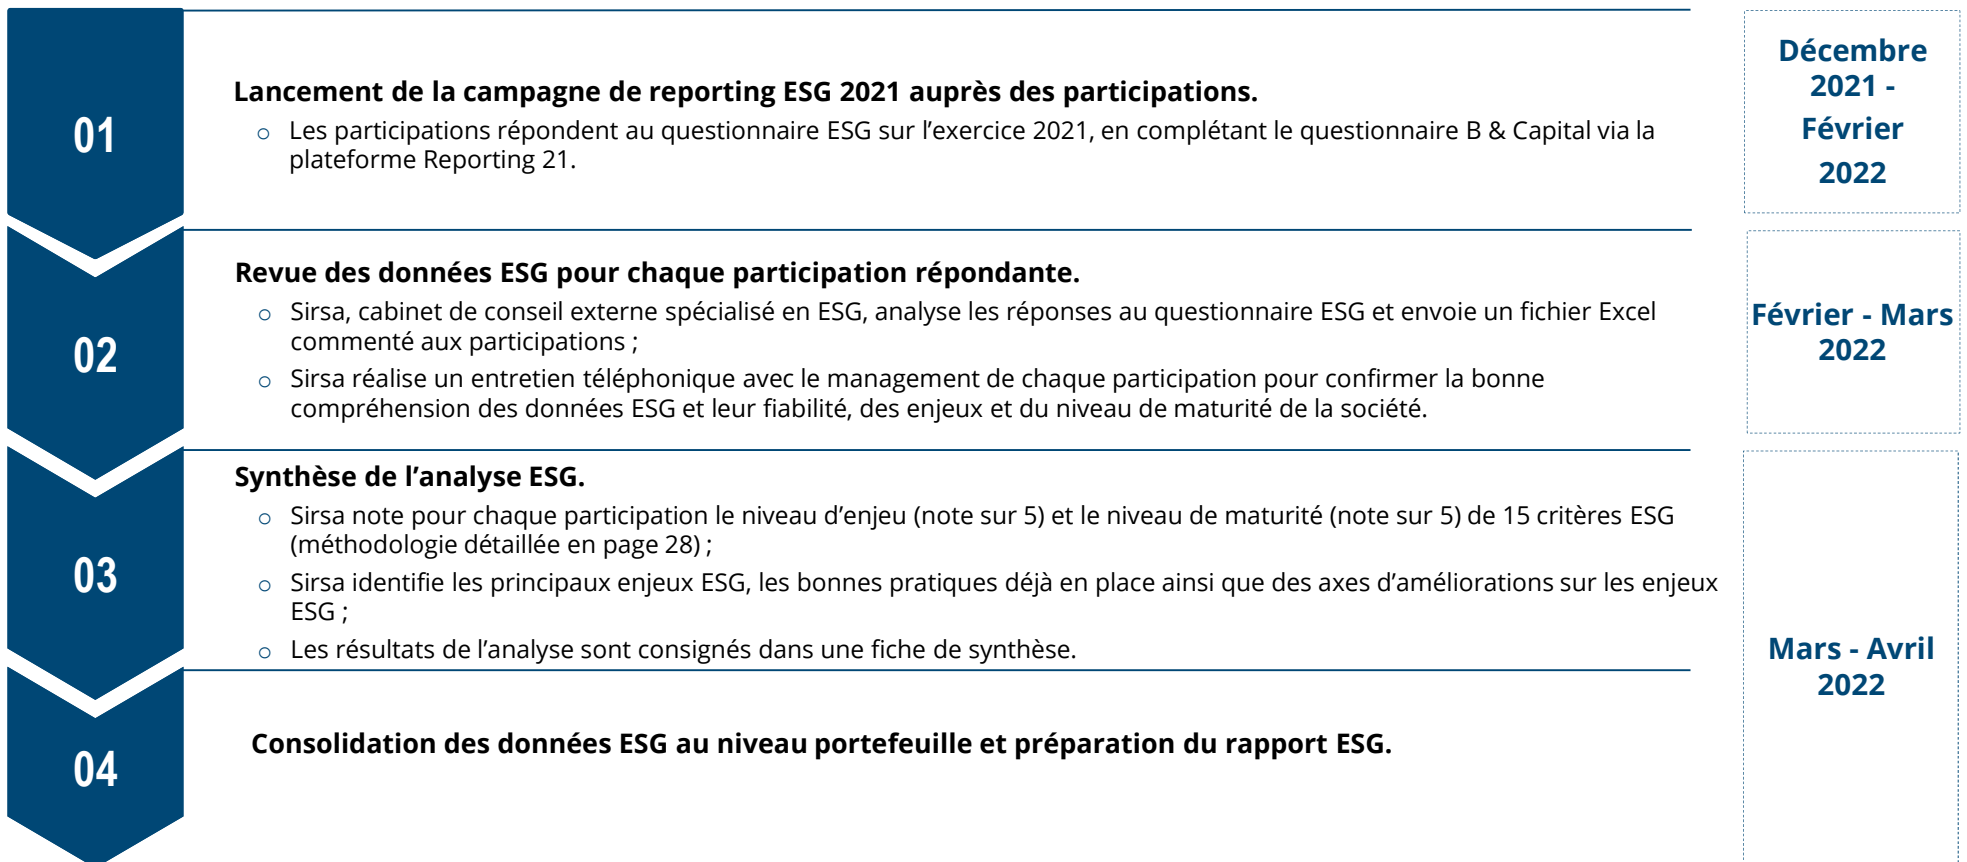 01
Lancement de la campagne de reporting ESG 2021 auprès des participations.
○ Les participations répondent au questionnaire ESG sur l’exercice 2021, en complétant le questionnaire B & Capital via la
plateforme Reporting 21.
Décembre
2021 -
Février
2022
02
Revue des données ESG pour chaque participation répondante.
○ Sirsa, cabinet de conseil externe spécialisé en ESG, analyse les réponses au questionnaire ESG et envoie un fichier Excel
commenté aux participations ;
○ Sirsa réalise un entretien téléphonique avec le management de chaque participation pour confirmer la bonne
compréhension des données ESG et leur fiabilité, des enjeux et du niveau de maturité de la société.
Février - Mars
2022
03
Synthèse de l’analyse ESG.
○ Sirsa note pour chaque participation le niveau d’enjeu (note sur 5) et le niveau de maturité (note sur 5) de 15 critères ESG
(méthodologie détaillée en page 28) ;
○ Sirsa identifie les principaux enjeux ESG, les bonnes pratiques déjà en place ainsi que des axes d’améliorations sur les enjeux
ESG ;
○ Les résultats de l’analyse sont consignés dans une fiche de synthèse.
04
Consolidation des données ESG au niveau portefeuille et préparation du rapport ESG.
Mars - Avril
2022